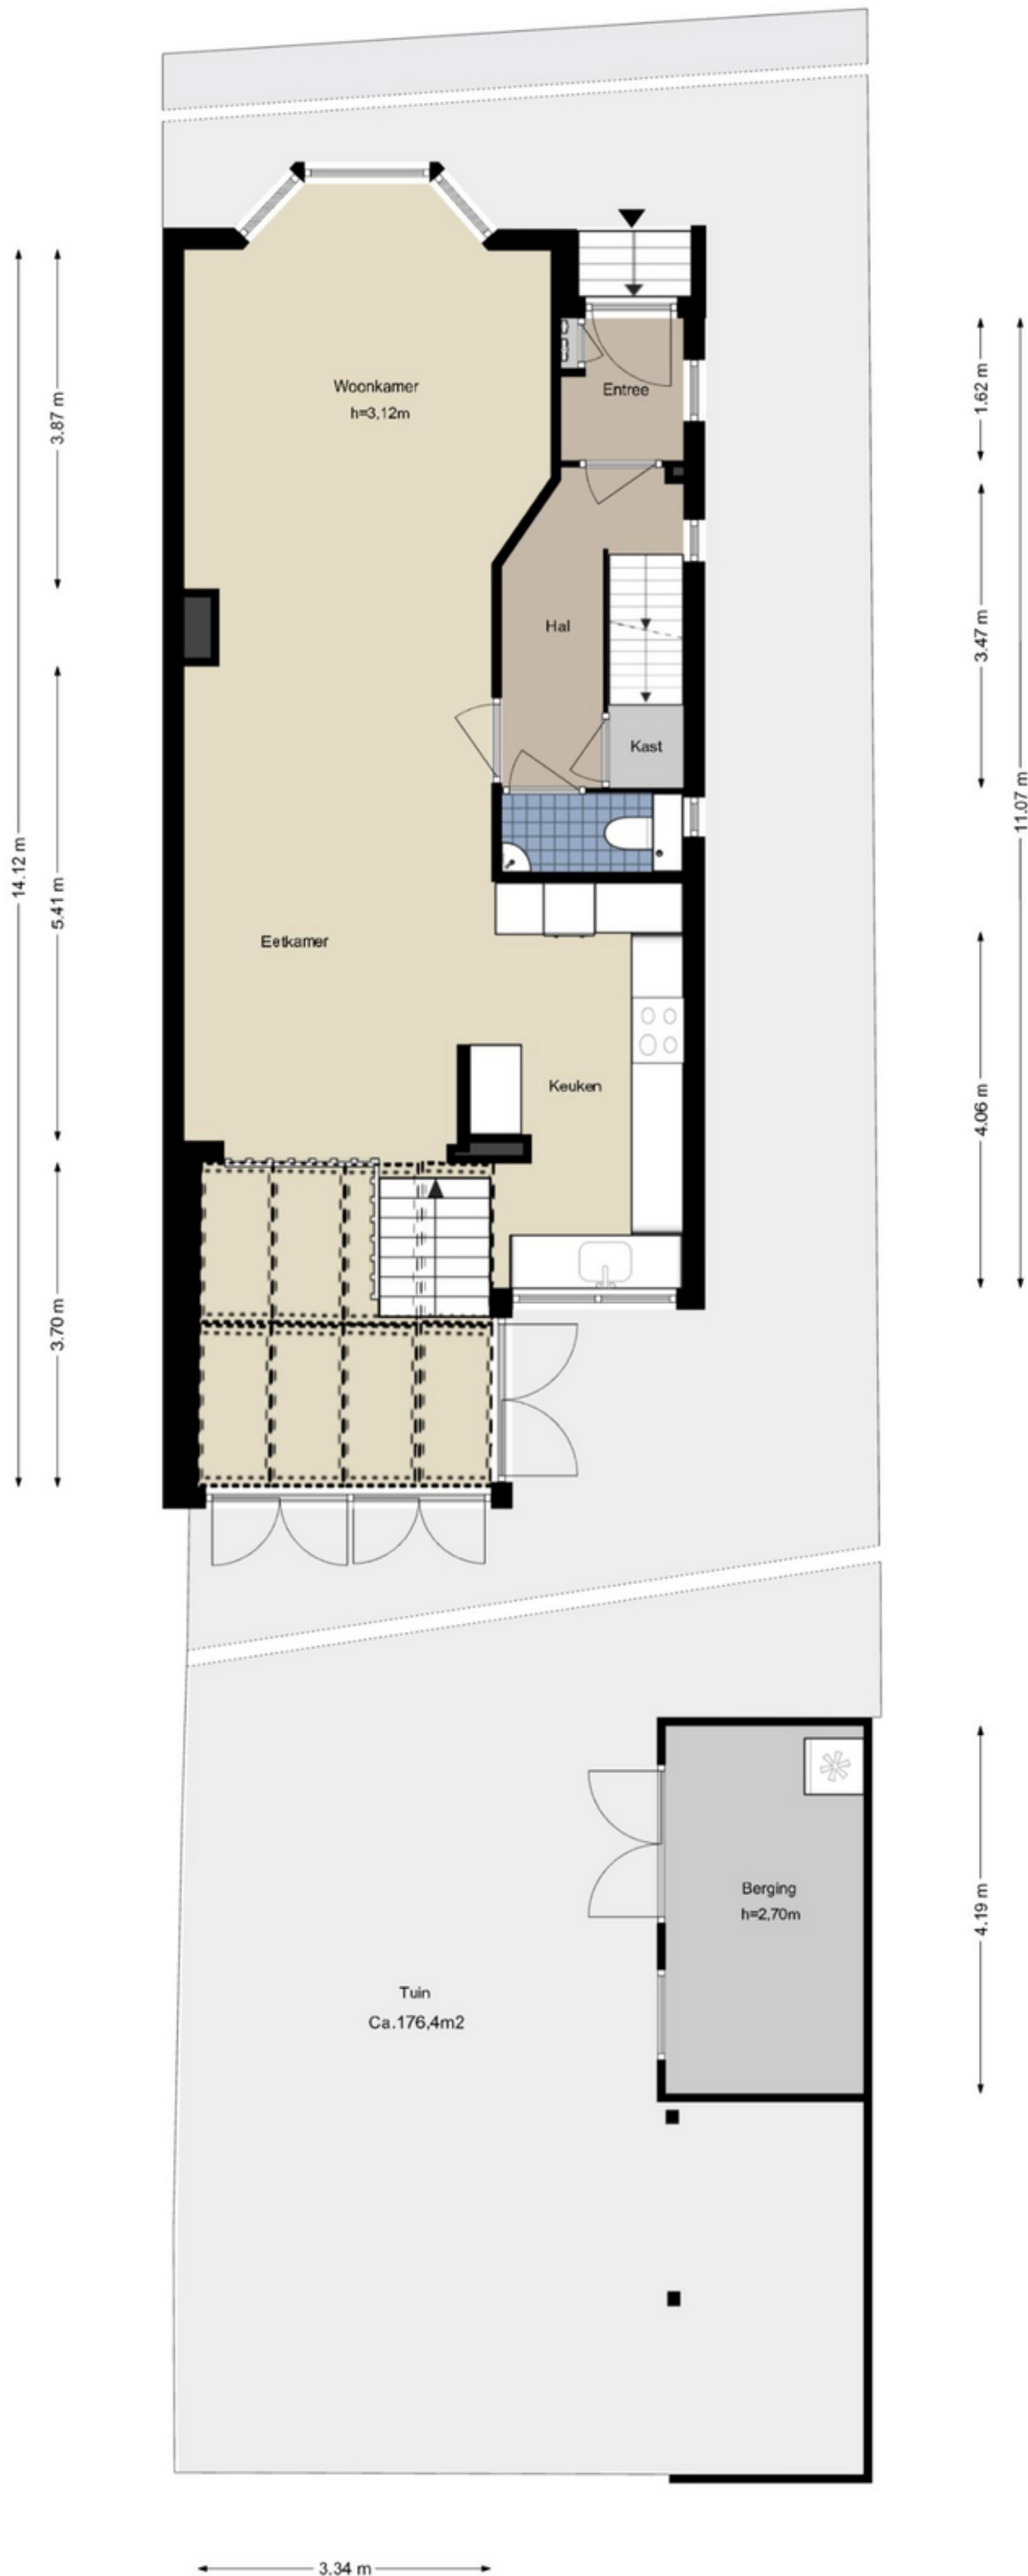 Woonkamer
h=3,12m
Entree
3.87 m
1.62 m
Hal
3.47 m
Kast
11.07 m
14.12 m
5.41 m
Eetkamer
Keuken
4.06 m
3.70 m
Berging
h=2,70m
4.19 m
Tuin
Ca.176,4m2
3.34 m